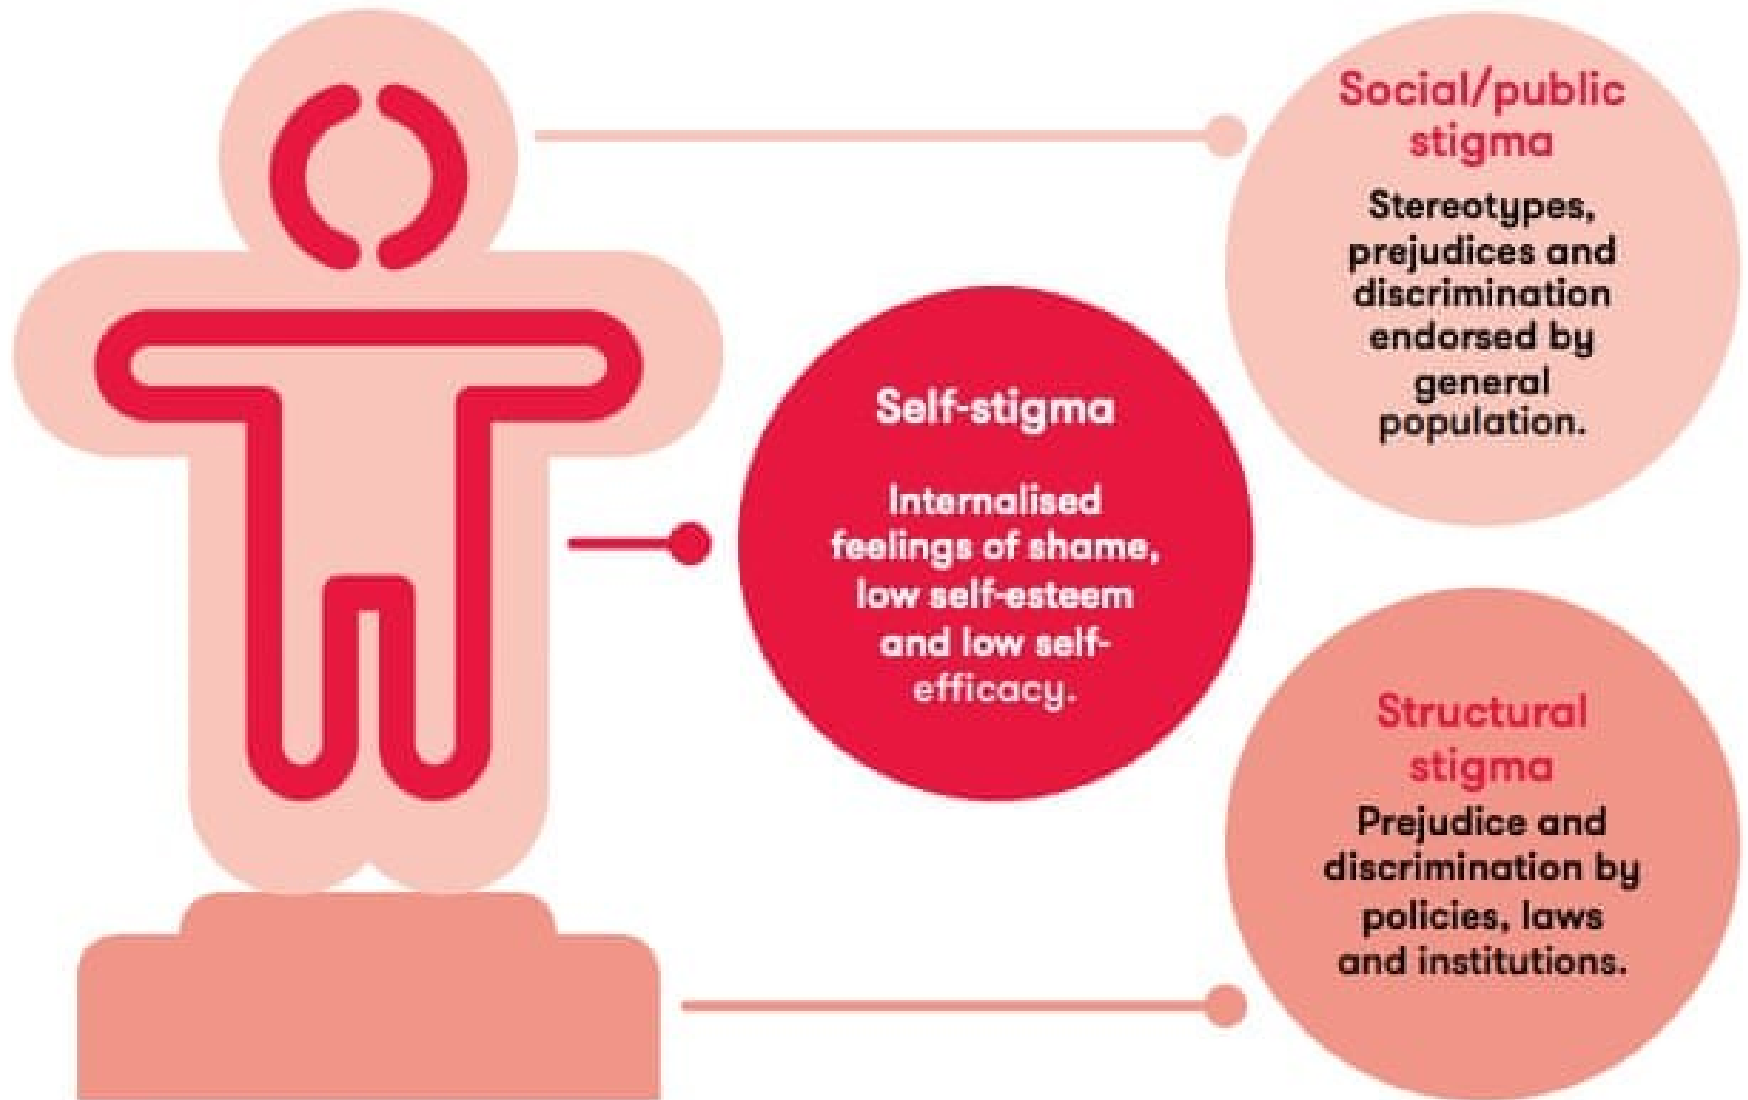 Social/public
stigma
Stereotypes,
prejudices and
discrimination
endorsed by
general
population.
Self-stigma
Internalised
feelings of shame,
low self-esteem
and low self-
efficacy.
Structural
stigma
Prejudice and
discrimination by
policies, laws
and institutions.